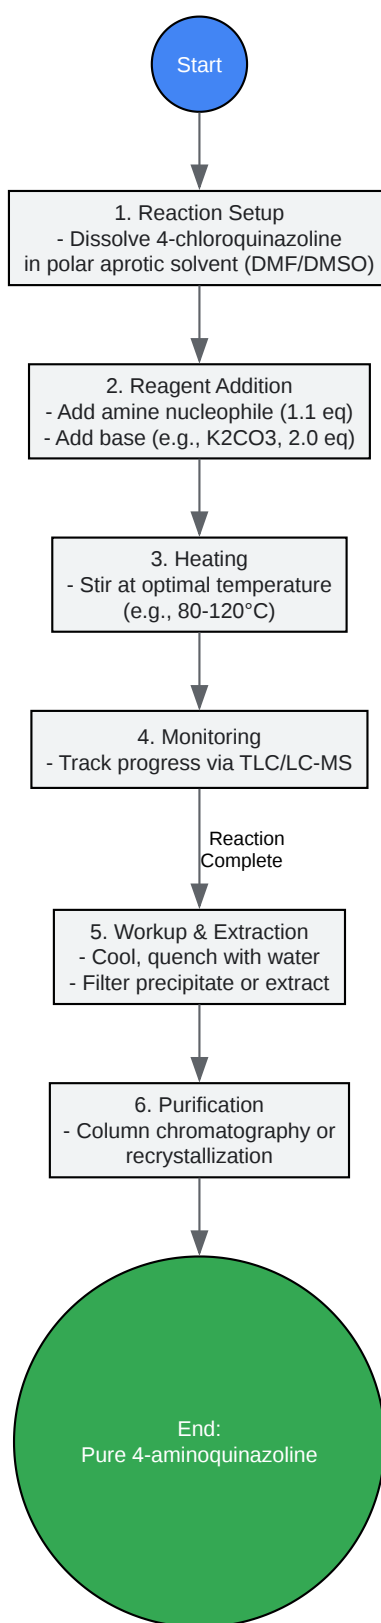 Start
1. Reaction Setup
- Dissolve 4-chloroquinazoline
in polar aprotic solvent (DMF/DMSO)
2. Reagent Addition
- Add amine nucleophile (1.1 eq)
- Add base (e.g., K2CO3, 2.0 eq)
3. Heating
- Stir at optimal temperature
(e.g., 80-120°C)
4. Monitoring
- Track progress via TLC/LC-MS
Reaction
Complete
5. Workup & Extraction
- Cool, quench with water
- Filter precipitate or extract
6. Purification
- Column chromatography or
recrystallization
End:
Pure 4-aminoquinazoline